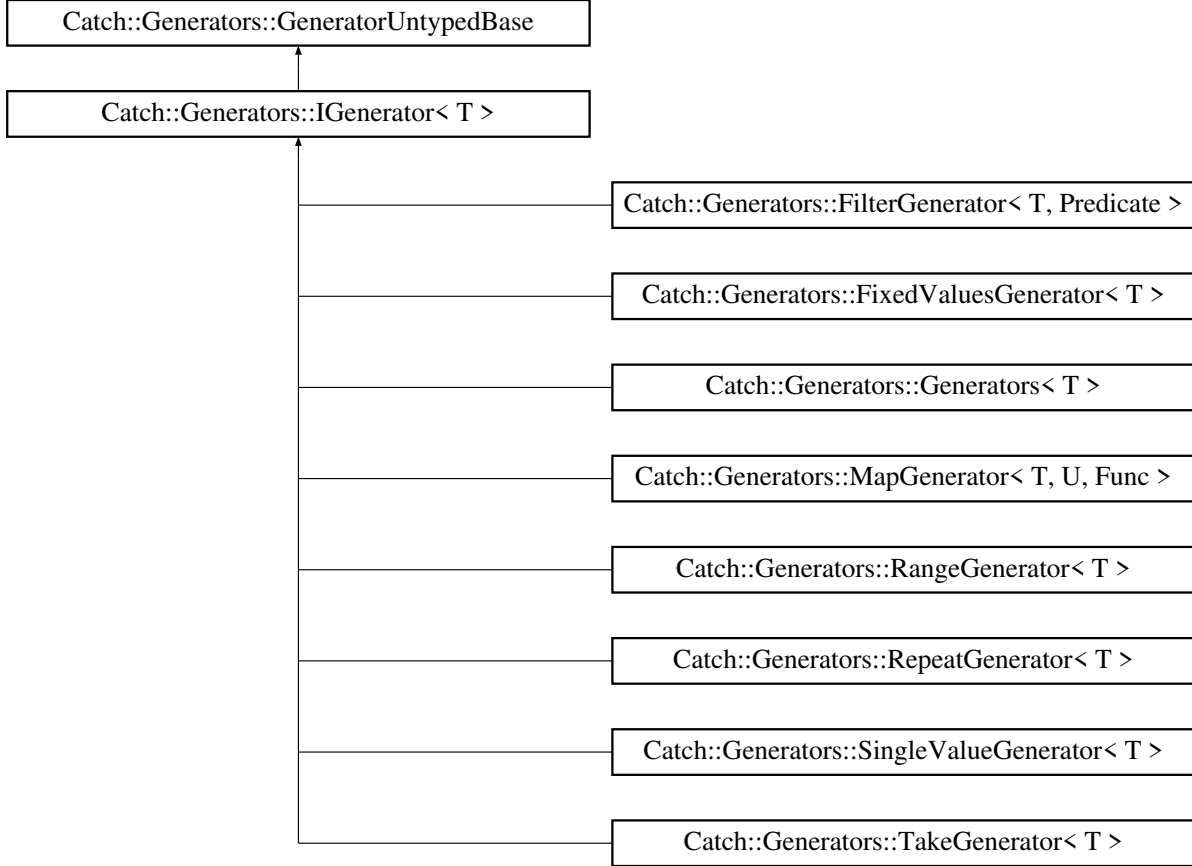 Catch::Generators::GeneratorUntypedBase
Catch::Generators::IGenerator< T >
Catch::Generators::FilterGenerator< T, Predicate >
Catch::Generators::FixedValuesGenerator< T >
Catch::Generators::Generators< T >
Catch::Generators::MapGenerator< T, U, Func >
Catch::Generators::RangeGenerator< T >
Catch::Generators::RepeatGenerator< T >
Catch::Generators::SingleValueGenerator< T >
Catch::Generators::TakeGenerator< T >